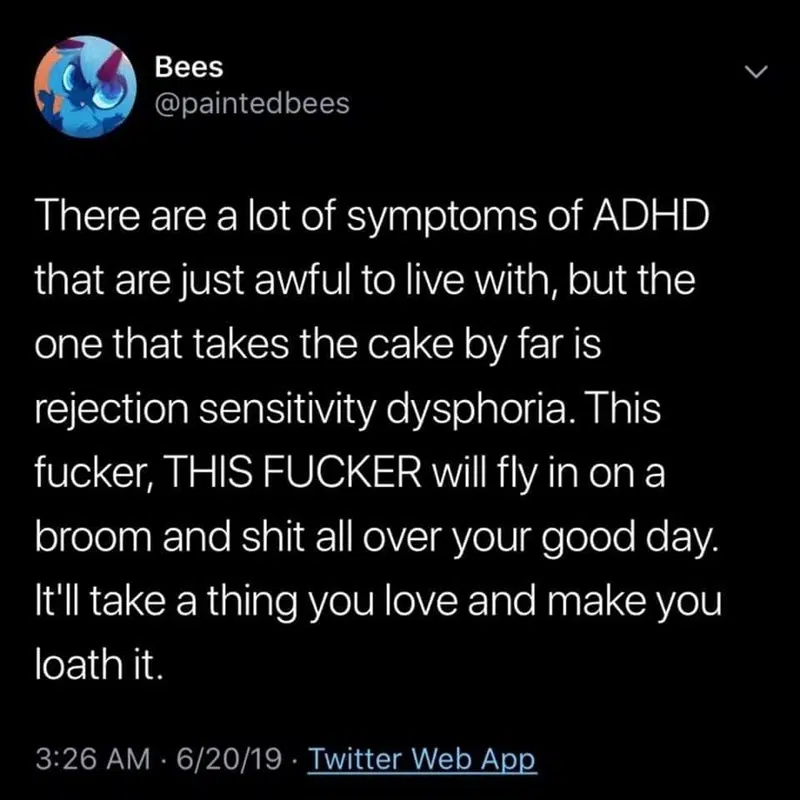 Bees
@paintedbees
There are a lot of symptoms of ADHD
that are just awful to live with, but the
one that takes the cake by far is
rejection sensitivity dysphoria. This
fucker, THIS FUCKER will fly in on a
broom and shit all over your good day.
It'll take a thing you love and make you
loath it.
3:26 AM · 6/20/19 · Twitter Web App